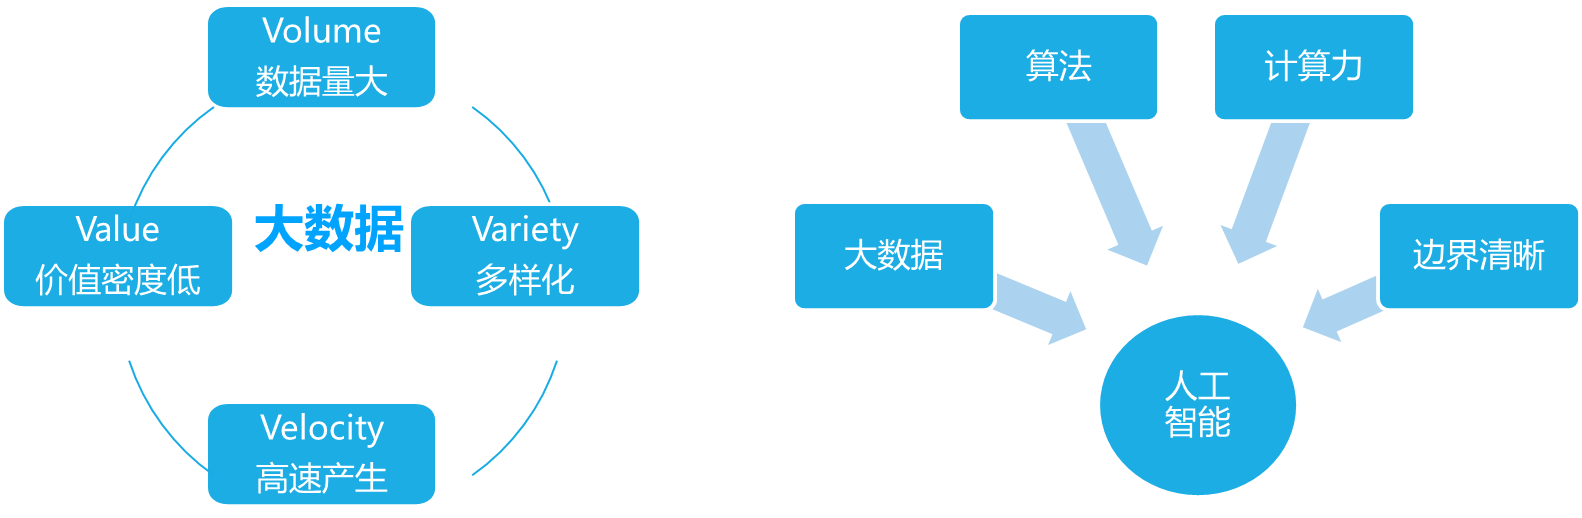 Volume
数据量大
Value
价值密度低
大数据
Variety
多样化
Velocity
高速产生
算法
计算力
大数据
边界清晰
人工
智能